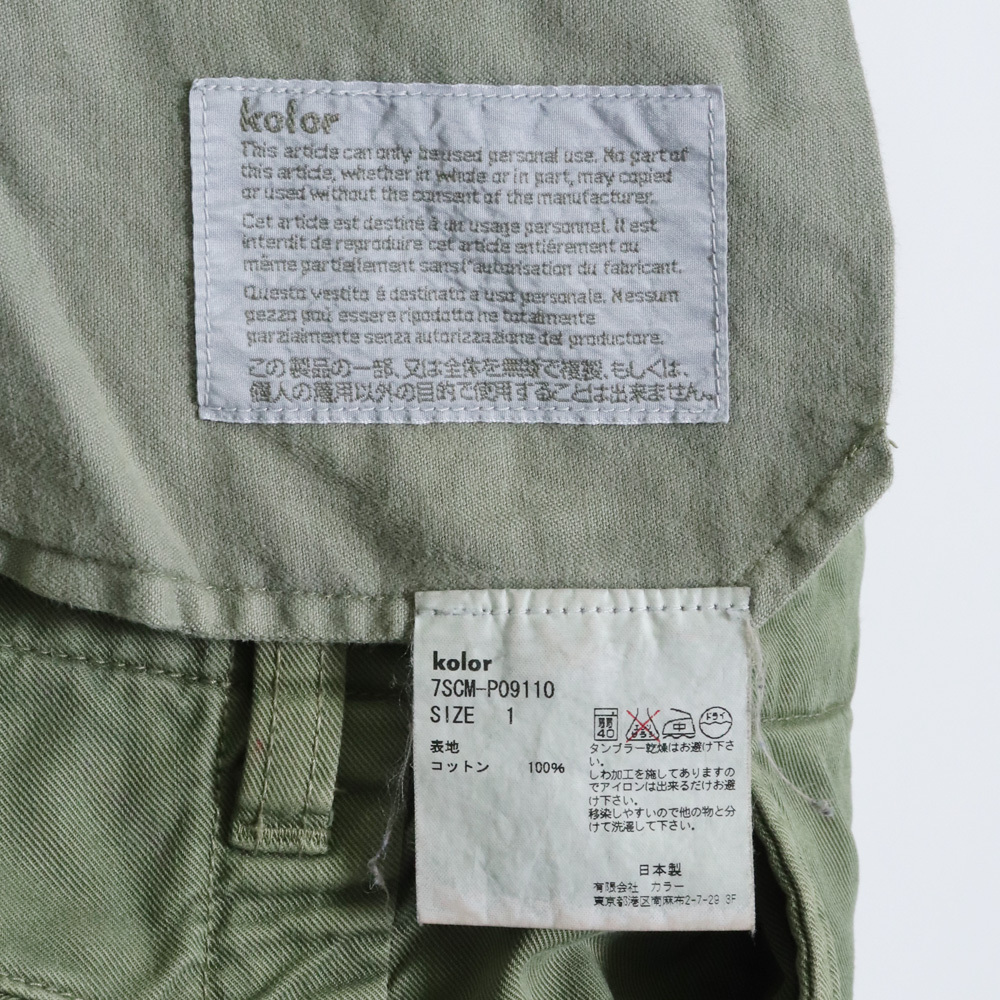 kolor
This article can only be used personal use. No part of
this article, whether in whole or in part, may copied
or used without the consent of the manufacturer.
Cet article est destiné à un usage personnel. Il est
interdit de reproduire cet article entiérement ou
même partiellement sans l'autorisation du fabricant.
Questo vestito é destinato a uso personale. Nessun
pezzo può essere ripodotto ne totalmente
parzialmente senza autorizzazione del produttore.
この製品の一部、又は全体を無断で複製、もしくは、
個人の着用以外の目的で使用することは出来ません。
kolor
7SCM-P09110
SIZE 1
表地
コットン 100%
40
ドライ
タンブラー乾燥はお避け下さ
い。
しわ加工を施してありますの
でアイロンは出来るだけお避
け下さい。
移染しやすいので他の物と分
けて洗濯して下さい。
日本製
有限会社 カラー
東京都港区南麻布2-7-29 3F